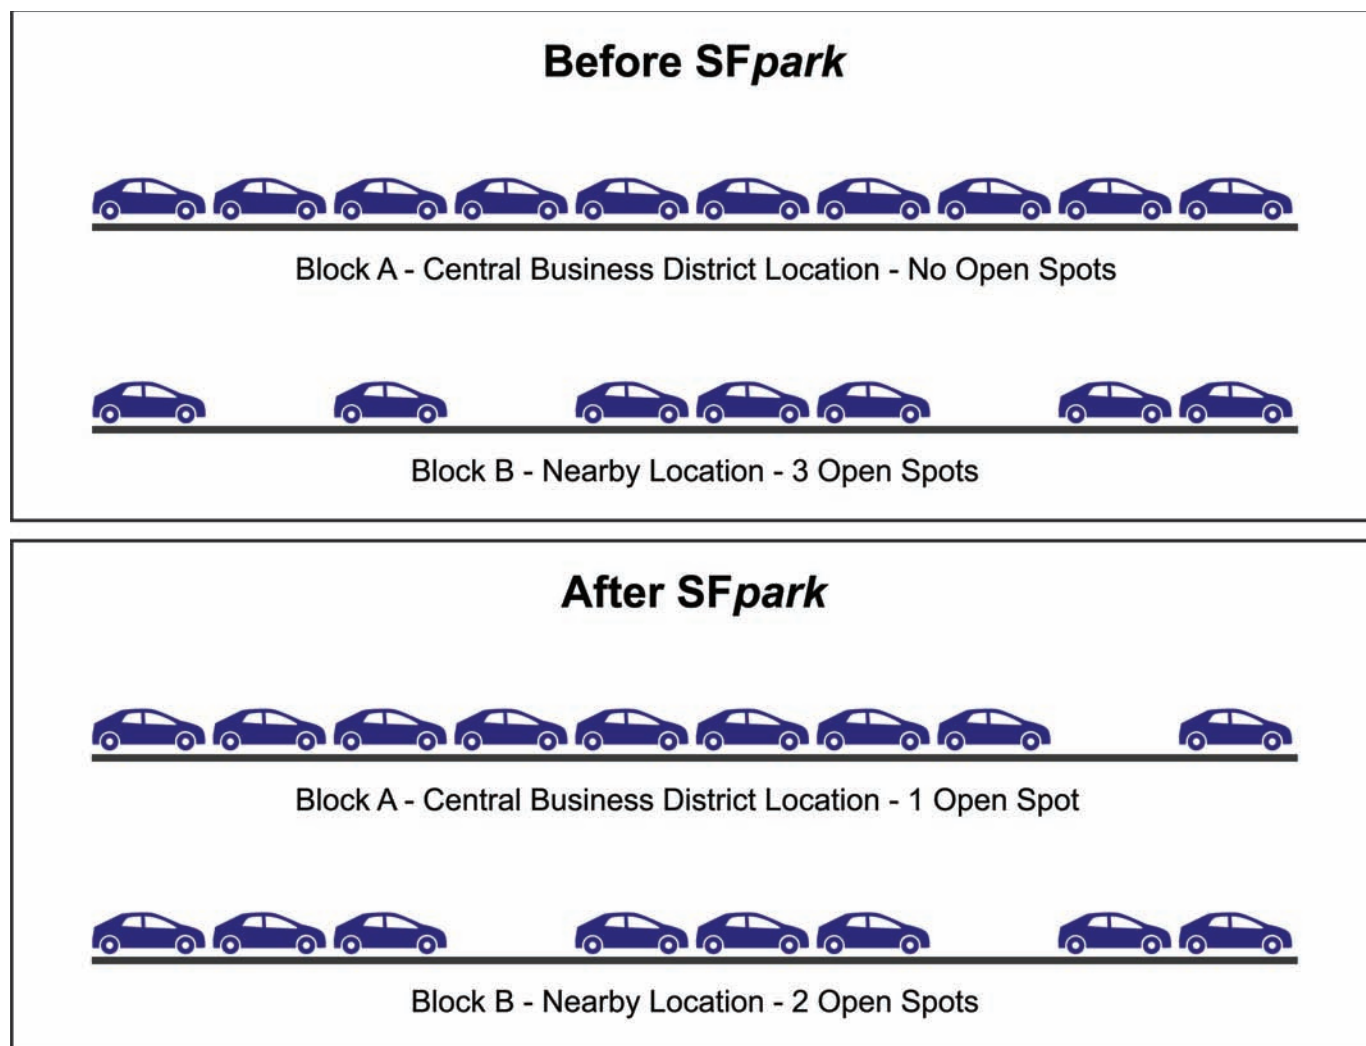 Before SFpark
Block A - Central Business District Location - No Open Spots
Block B - Nearby Location - 3 Open Spots
After SFpark
Block A - Central Business District Location - 1 Open Spot
Block B - Nearby Location - 2 Open Spots